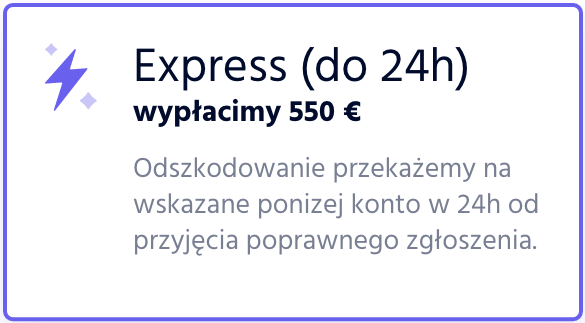 Express (do 24h)
wypłacimy 550 €
Odszkodowanie przekażemy na
wskazane ponizej konto w 24h od
przyjęcia poprawnego zgłoszenia.